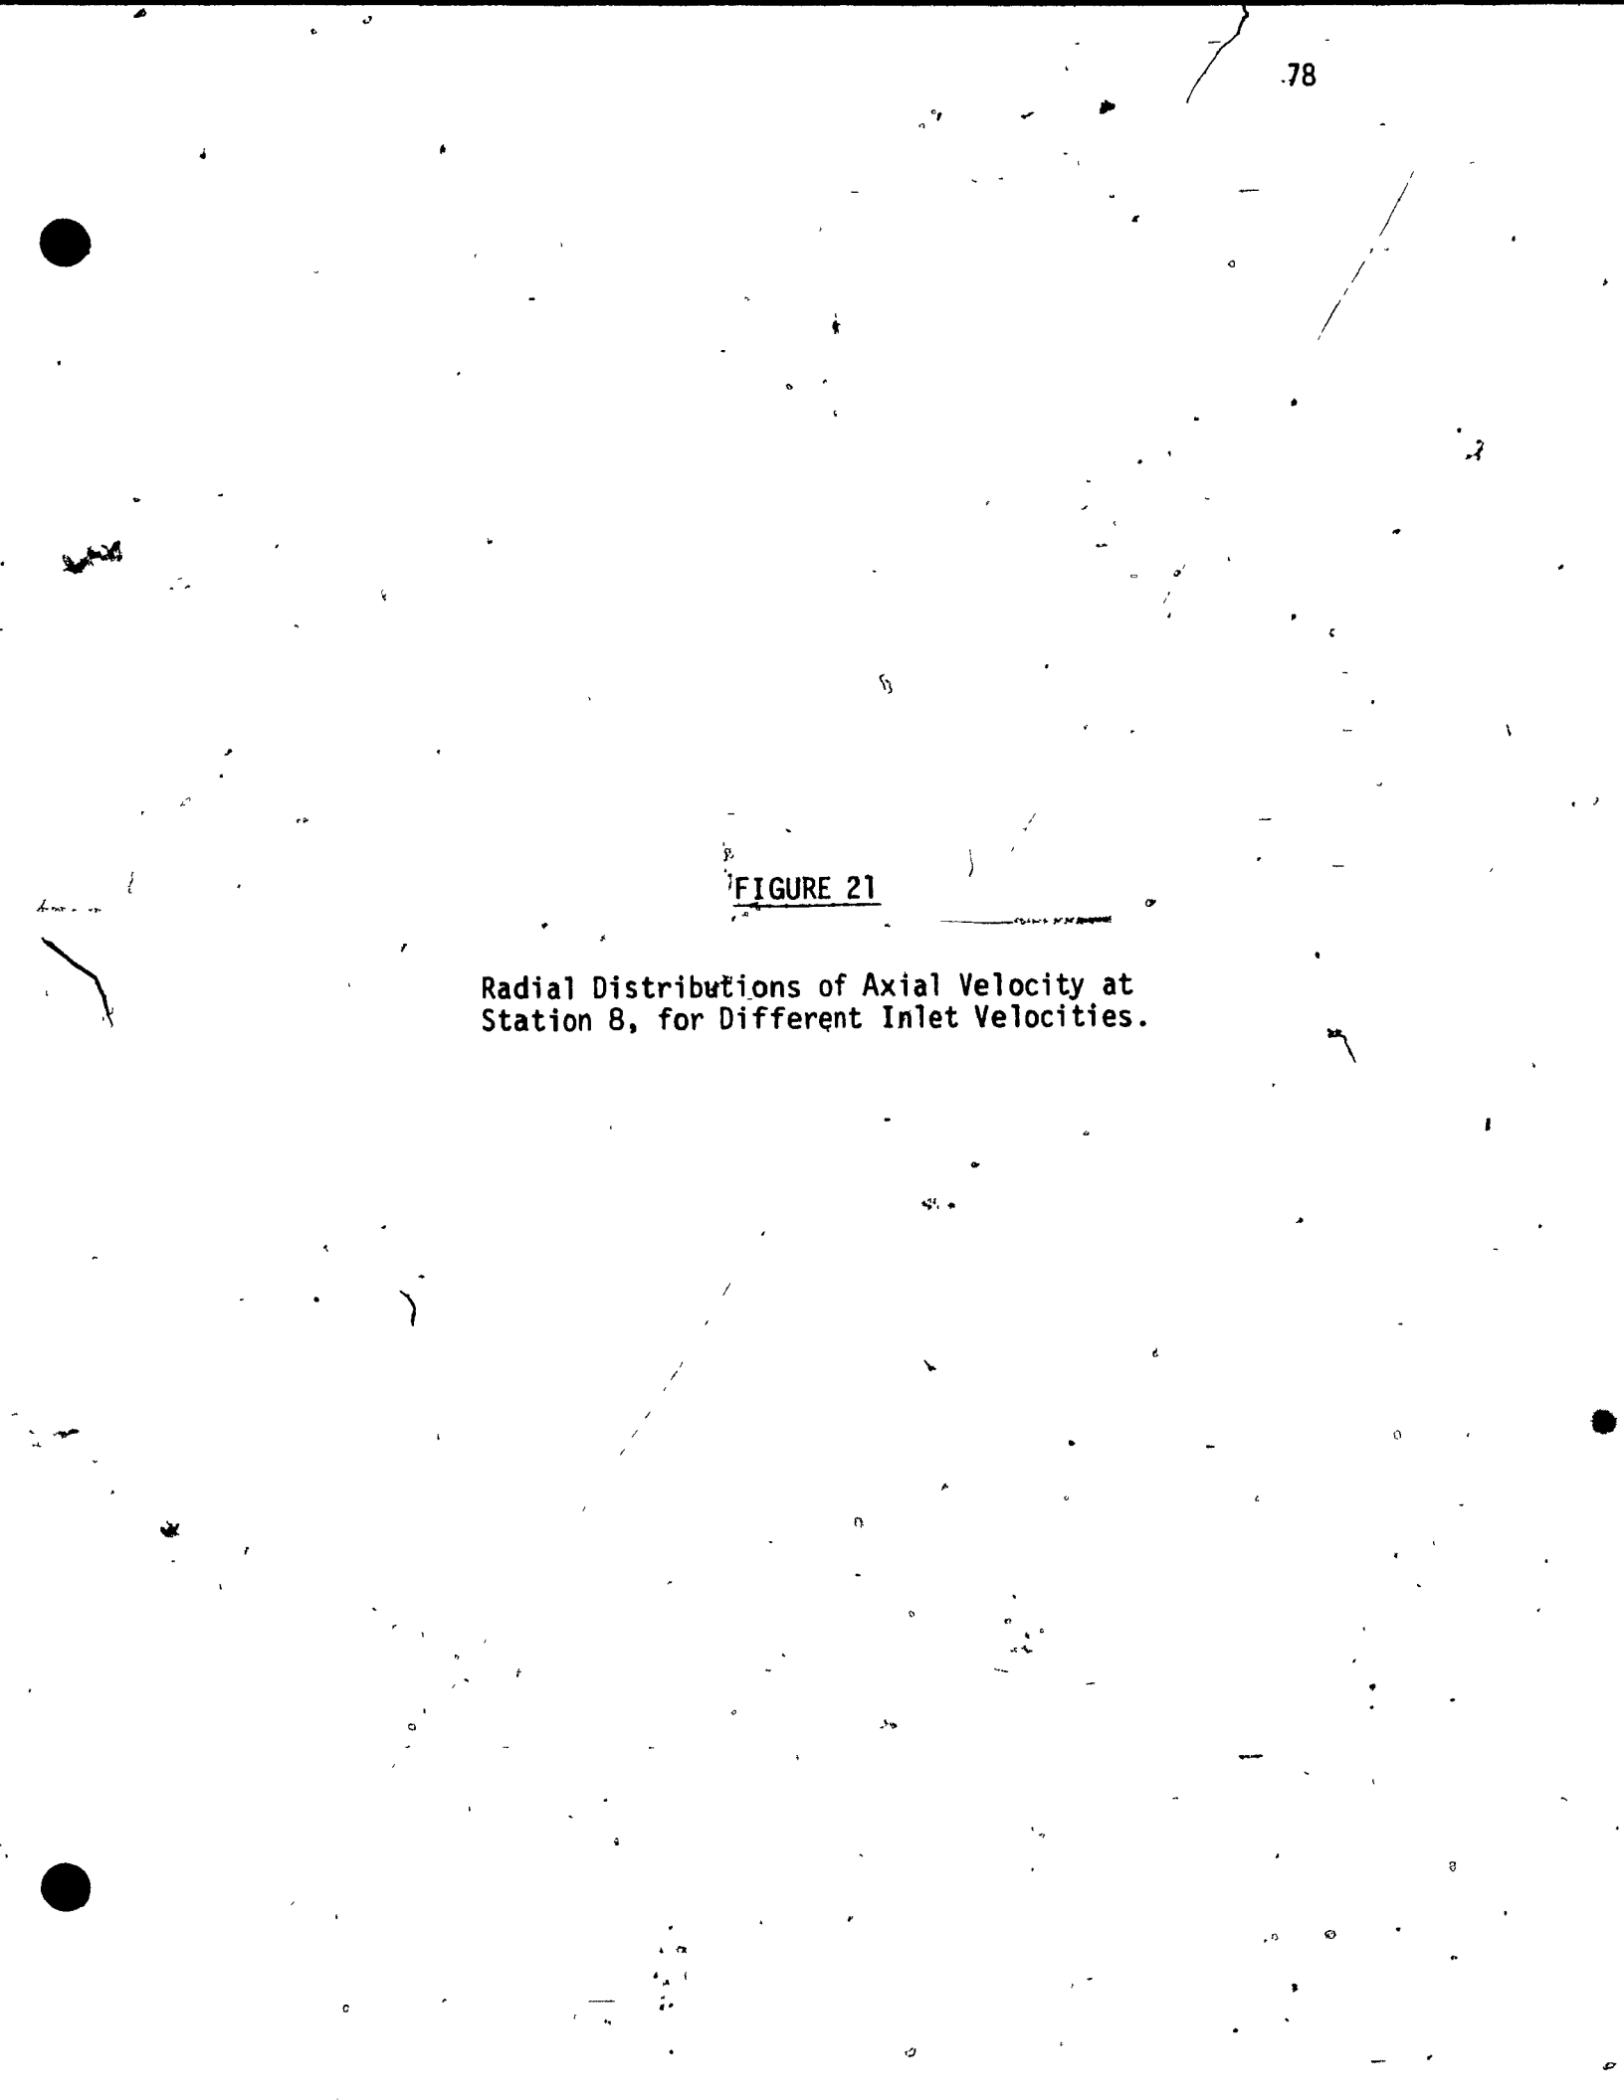 78
FIGURE 21
Radial Distributions of Axial Velocity at
Station 8, for Different Inlet Velocities.